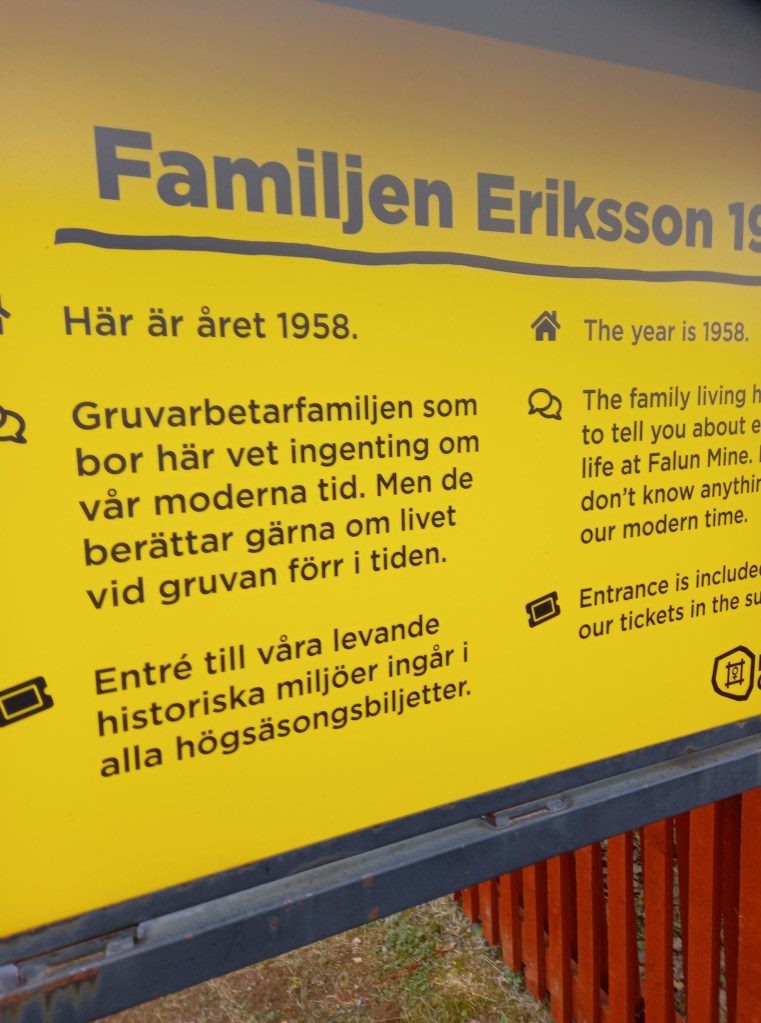 Familjen Eriksson 19
Här är året 1958.
Gruvarbetarfamiljen som
bor här vet ingenting om
vår moderna tid. Men de
berättar gärna om livet
vid gruvan förr i tiden.
Entré till våra levande
historiska miljöer ingår i
alla högsäsongsbiljetter.
The year is 1958.
The family living
to tell you about
life at Falun Mine.
don't know
our modern time.
Entrance is
our tickets in the